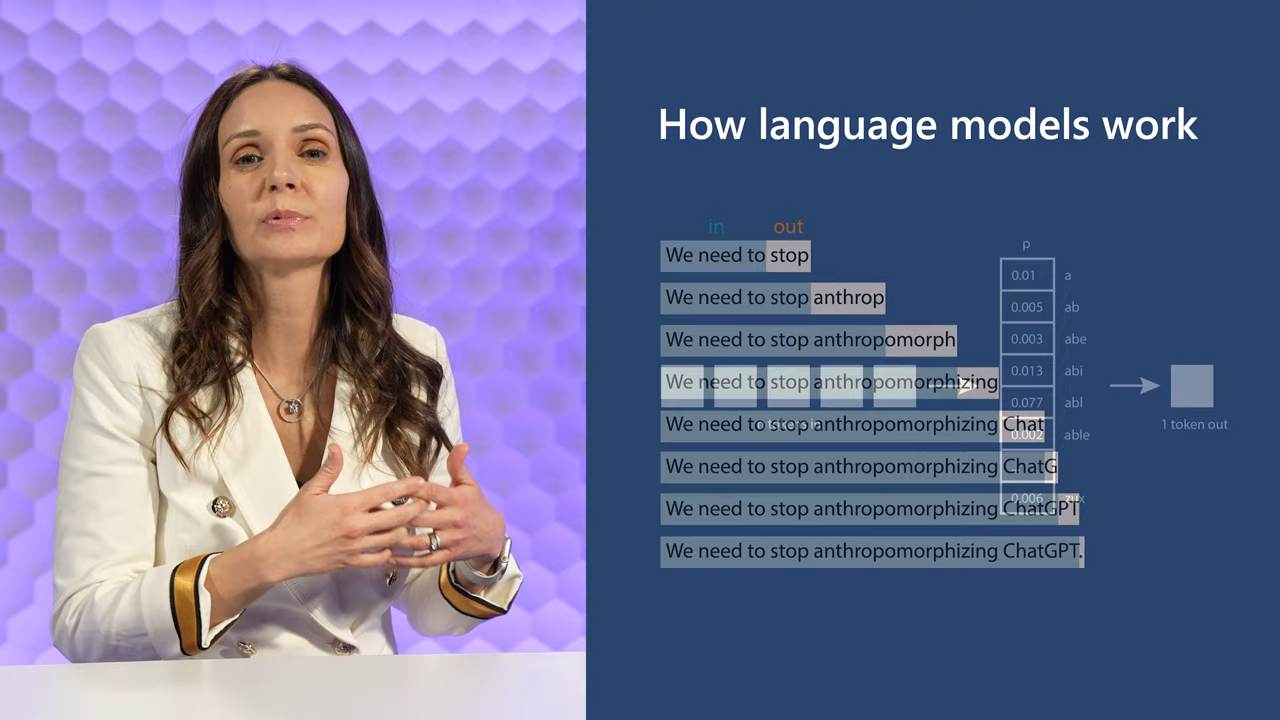 How language models work
in out
We need to stop
We need to stop anthrop
We need to stop anthropomorph
We need to stop anthropomorphizing
We need to stop anthropomorphizing Chat
We need to stop anthropomorphizing ChatG
We need to stop anthropomorphizing ChatGPT
We need to stop anthropomorphizing ChatGPT.
p
0.01 a
0.005 ab
0.003 abe
0.013 abi
0.077 abl
0.002 able
0.006 zux
1 token out